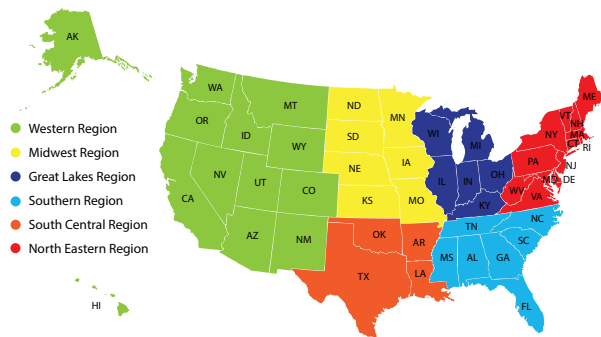 AK
WA
MT
ND
MN
ME
VT
NH
OR
ID
SD
WI
MI
NY
MA
CT
RI
WY
Western Region
Midwest Region
Great Lakes Region
Southern Region
South Central Region
North Eastern Region
NV
UT
CO
NE
IA
IL
IN
OH
PA
NJ
MD
DE
CA
KS
MO
KY
WV
VA
AZ
NM
OK
AR
TN
NC
SC
TX
LA
MS
AL
GA
FL
HI